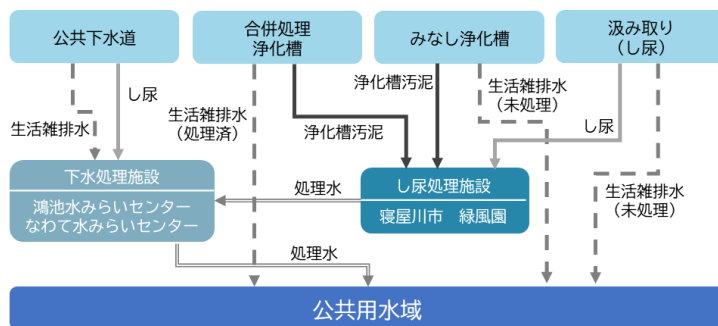 公共下水道
合併処理
浄化槽
みなし浄化槽
汲み取り
（し尿）
し尿
生活雑排水
生活雑排水
（処理済）
浄化槽汚泥
浄化槽汚泥
生活雑排水
（未処理）
し尿
生活雑排水
（未処理）
下水処理施設
鴻池水みらいセンター
なわて水みらいセンター
処理水
し尿処理施設
寝屋川市　緑風園
処理水
公共用水域